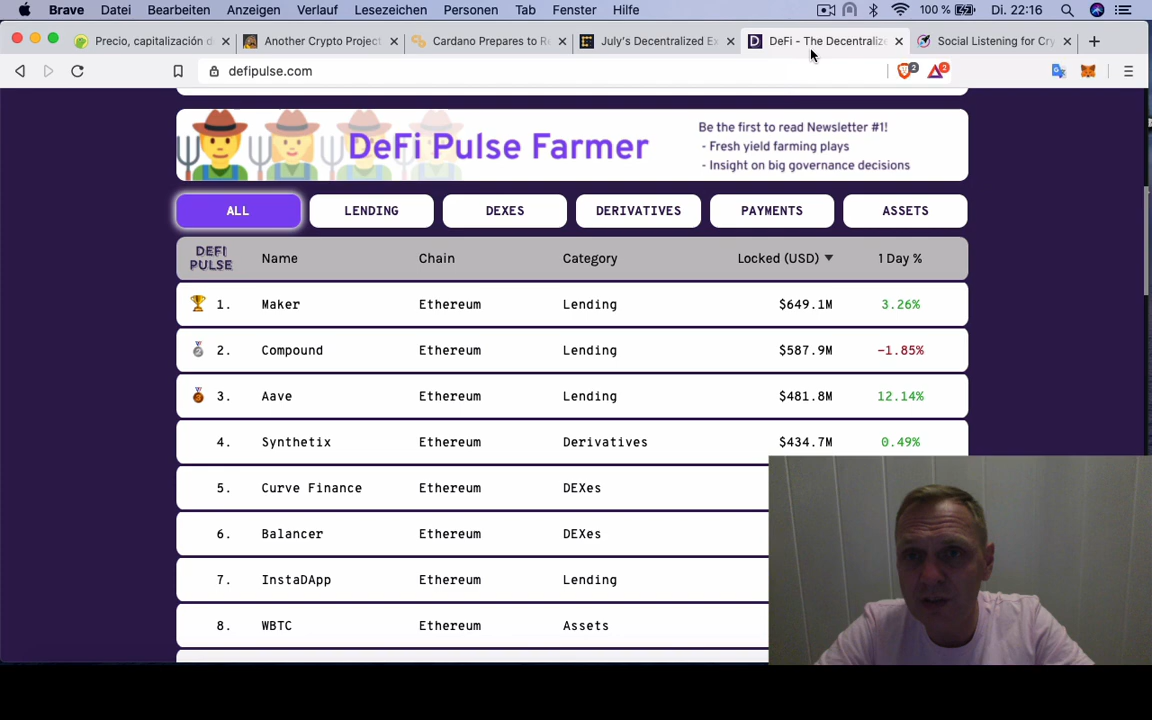 Brave Datei Bearbeiten Anzeigen Verlauf Lesezeichen Personen Tab Fenster Hilfe 100 % Di. 22:16
Precio, capitalización d Another Crypto Project Cardano Prepares to Re July's Decentralized Ex DeFi - The Decentraliz Social Listening for Cry
defipulse.com 2 2
DeFi Pulse Farmer
Be the first to read Newsletter #1!
- Fresh yield farming plays
- Insight on big governance decisions
ALL LENDING DEXES DERIVATIVES PAYMENTS ASSETS
DEFI PULSE Name Chain Category Locked (USD) ▼ 1 Day %
1. Maker Ethereum Lending $649.1M 3.26%
2. Compound Ethereum Lending $587.9M -1.85%
3. Aave Ethereum Lending $481.8M 12.14%
4. Synthetix Ethereum Derivatives $434.7M 0.49%
5. Curve Finance Ethereum DEXes
6. Balancer Ethereum DEXes
7. InstaDApp Ethereum Lending
8. WBTC Ethereum Assets